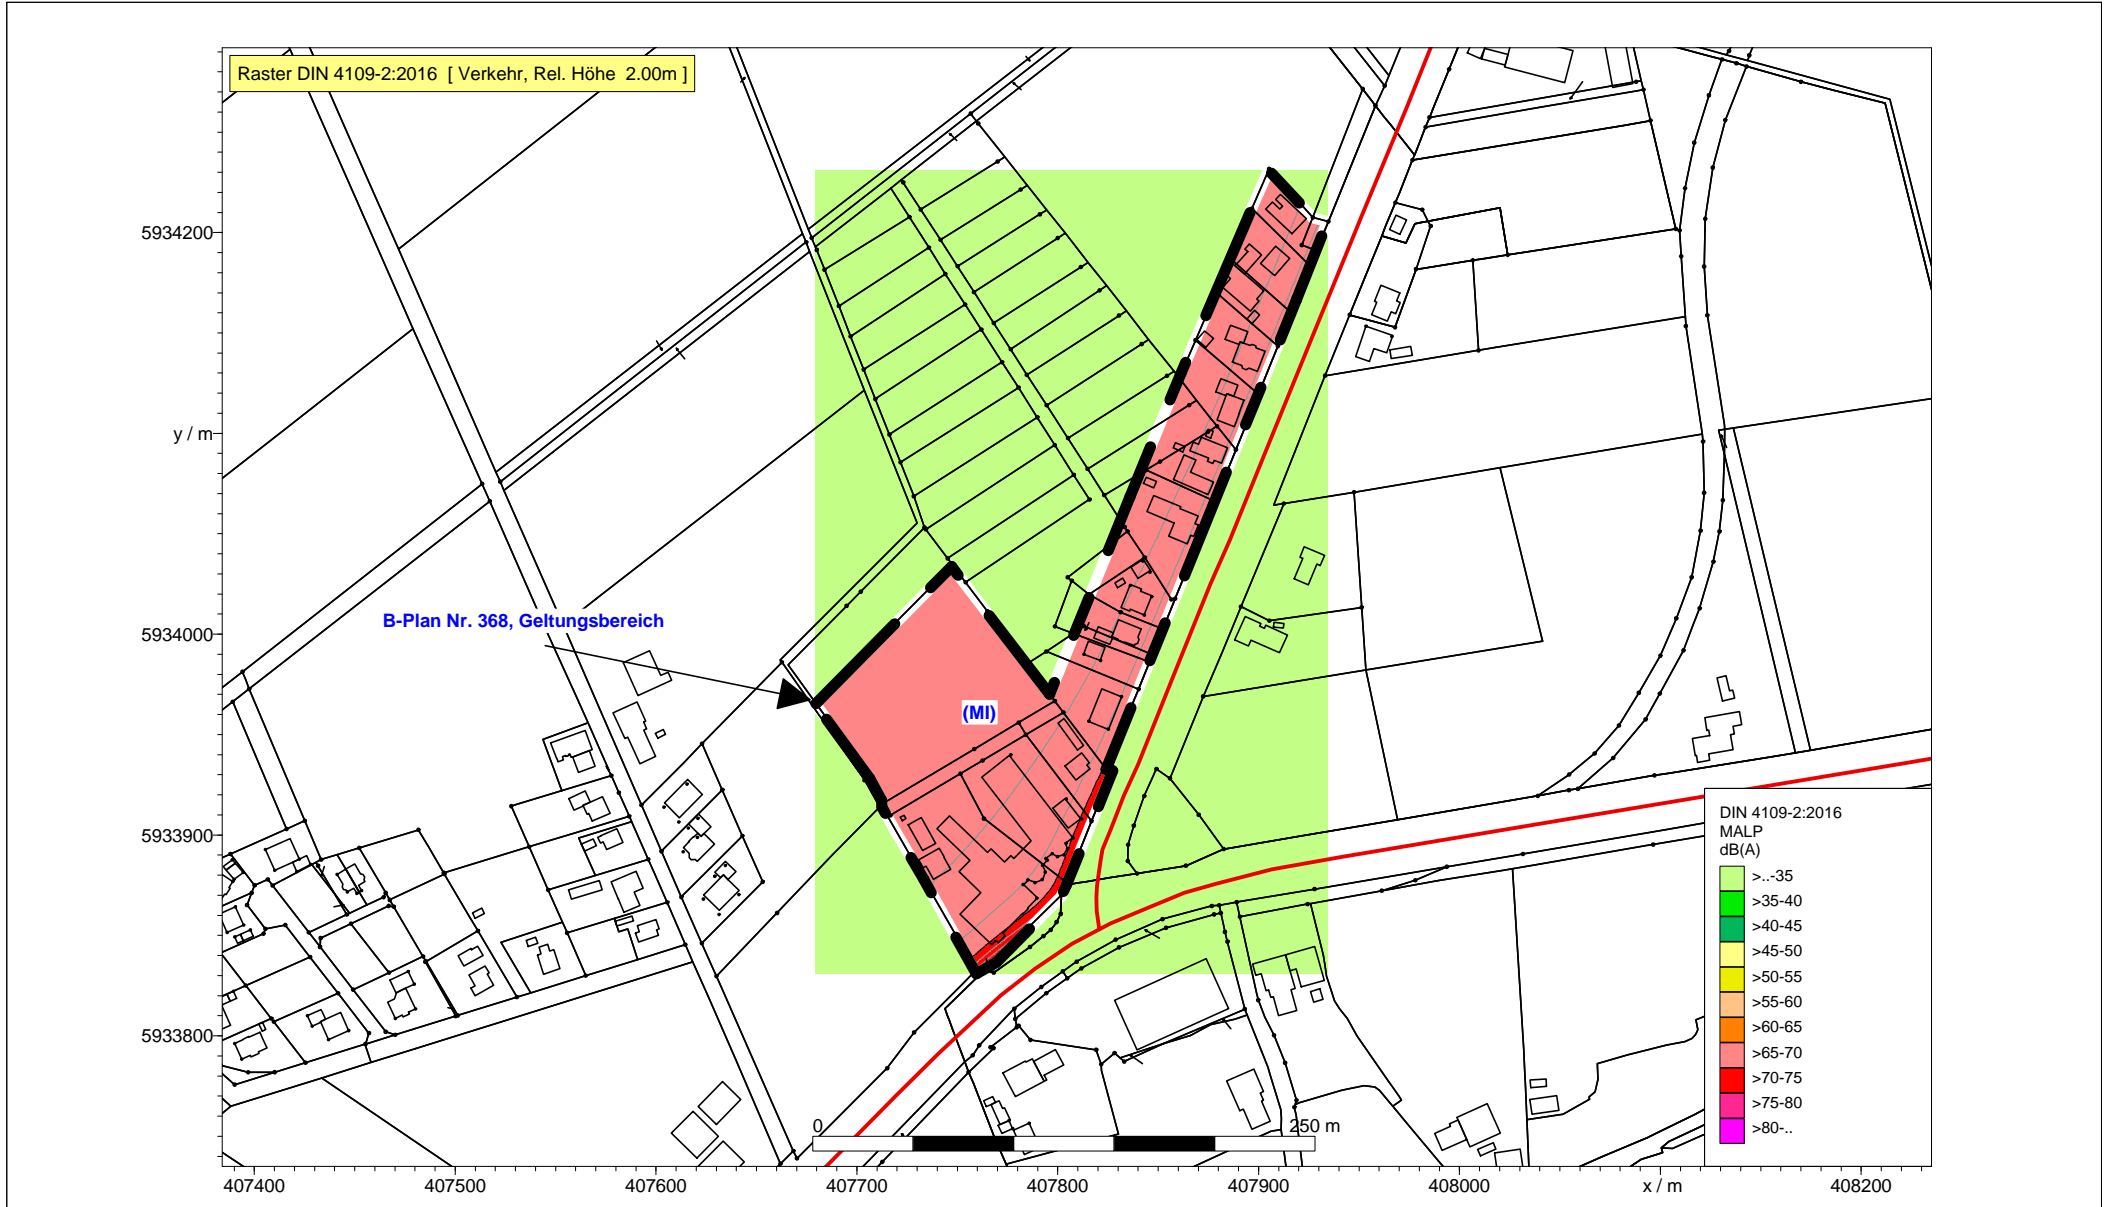 Raster DIN 4109-2:2016 [ Verkehr, Rel. Höhe 2.00m ]
5934200
y / m
B-Plan Nr. 368, Geltungsbereich
5934000
(MI)
5933900
5933800
DIN 4109-2:2016
MALP
dB(A)
>..-35
>35-40
>40-45
>45-50
>50-55
>55-60
>60-65
>65-70
>70-75
>75-80
>80-..
0 250 m
407400 407500 407600 407700 407800 407900 408000 x / m 408200